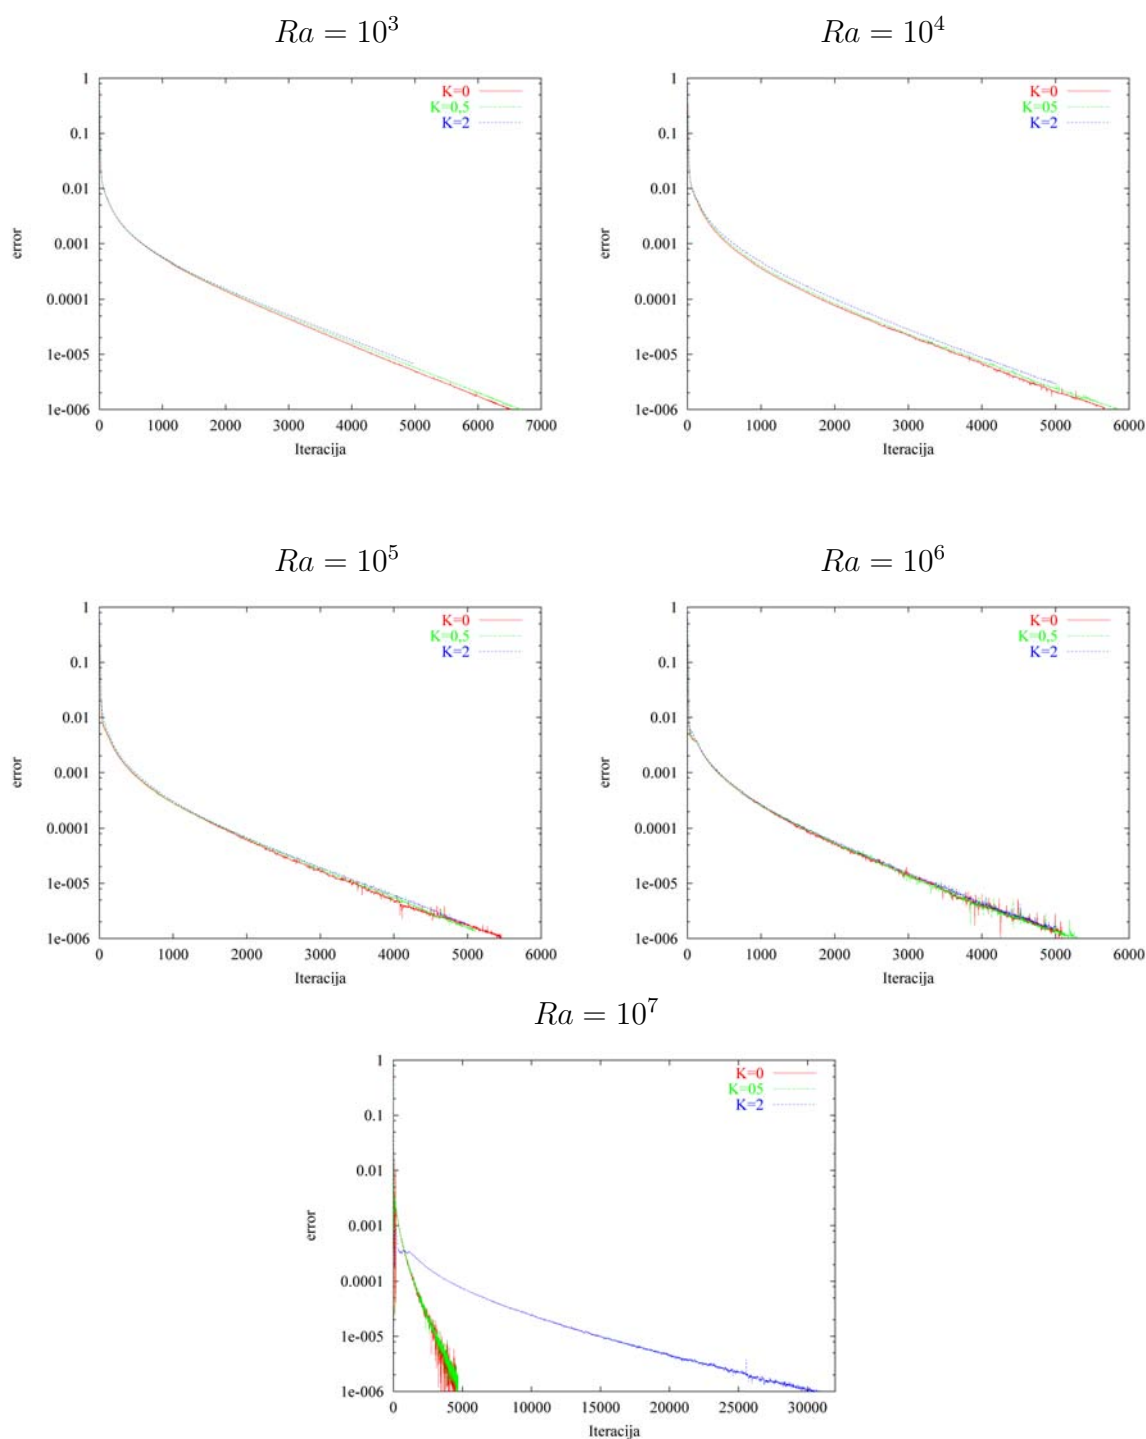 Ra = 10^3
1
0.1
0.01
0.001
0.0001
1e-005
1e-006
error
K=0
K=0,5
K=2
0 1000 2000 3000 4000 5000 6000 7000
Iteracija
Ra = 10^4
1
0.1
0.01
0.001
0.0001
1e-005
1e-006
error
K=0
K=05
K=2
0 1000 2000 3000 4000 5000 6000
Iteracija
Ra = 10^5
1
0.1
0.01
0.001
0.0001
1e-005
1e-006
error
K=0
K=0,5
K=2
0 1000 2000 3000 4000 5000 6000
Iteracija
Ra = 10^6
1
0.1
0.01
0.001
0.0001
1e-005
1e-006
error
K=0
K=0,5
K=2
0 1000 2000 3000 4000 5000 6000
Iteracija
Ra = 10^7
1
0.1
0.01
0.001
0.0001
1e-005
1e-006
error
K=0
K=05
K=2
0 5000 10000 15000 20000 25000 30000
Iteracija